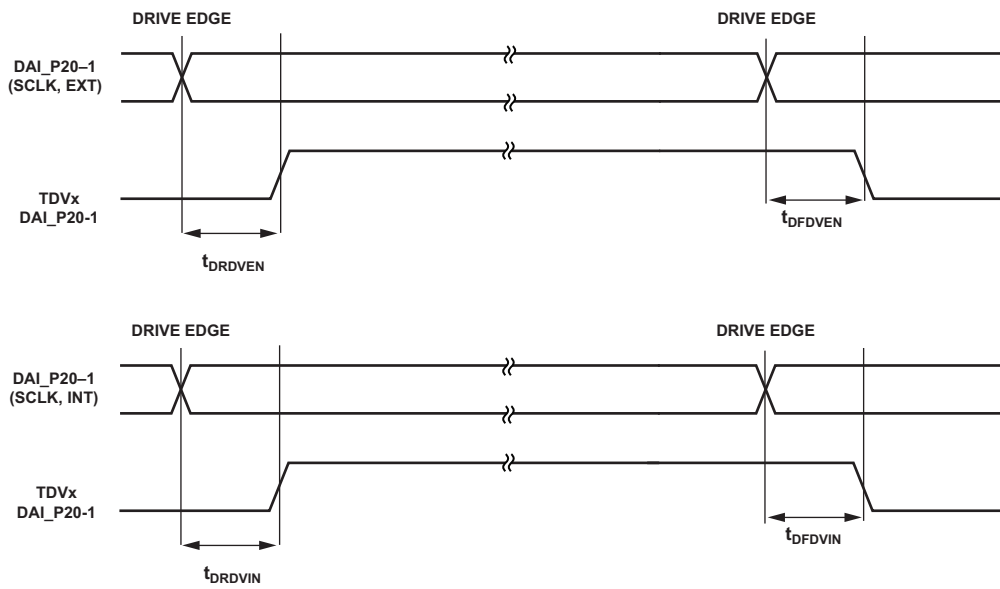 DRIVE EDGE DRIVE EDGE
DAI_P20–1
(SCLK, EXT)
TDVx
DAI_P20-1
tDRDVEN
tDFDVEN
DRIVE EDGE DRIVE EDGE
DAI_P20–1
(SCLK, INT)
TDVx
DAI_P20-1
tDRDVIN
tDFDVIN